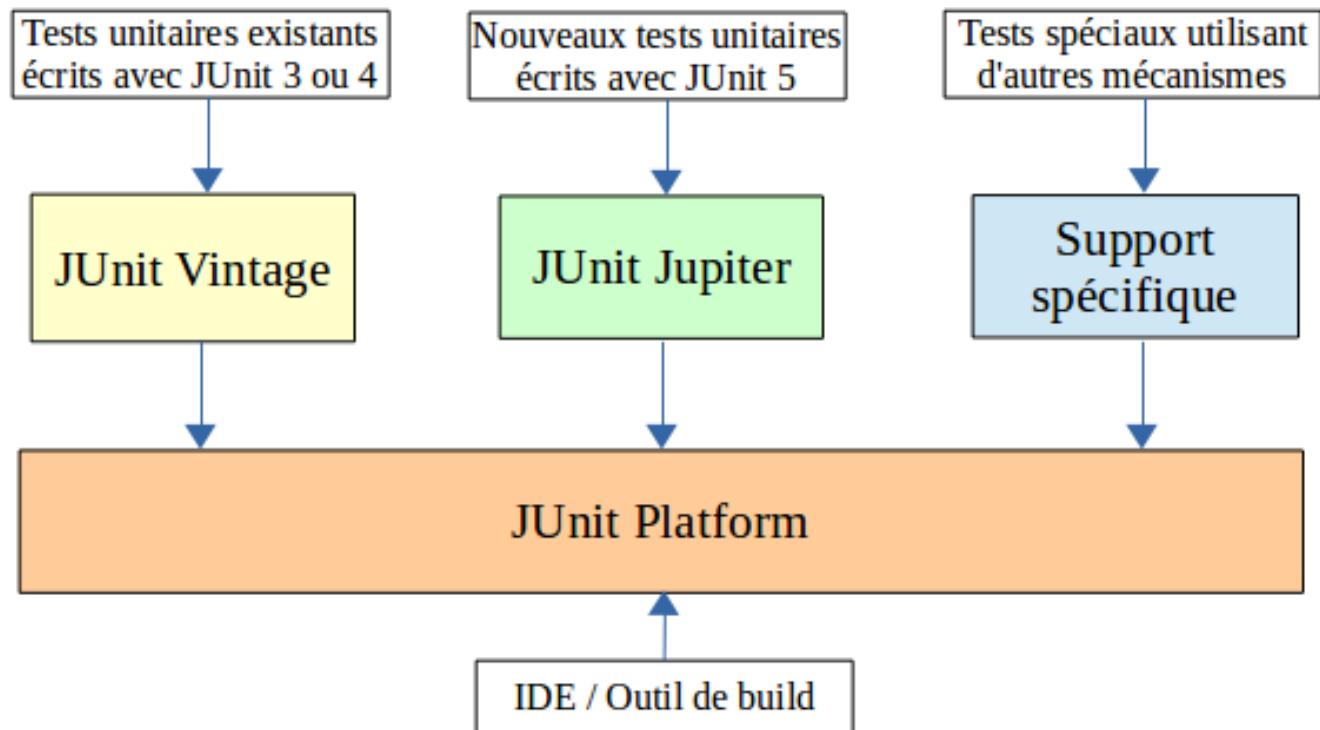 Tests unitaires existants
écrits avec JUnit 3 ou 4
Nouveaux tests unitaires
écrits avec JUnit 5
Tests spéciaux utilisant
d'autres mécanismes
JUnit Vintage
JUnit Jupiter
Support
spécifique
JUnit Platform
IDE / Outil de build